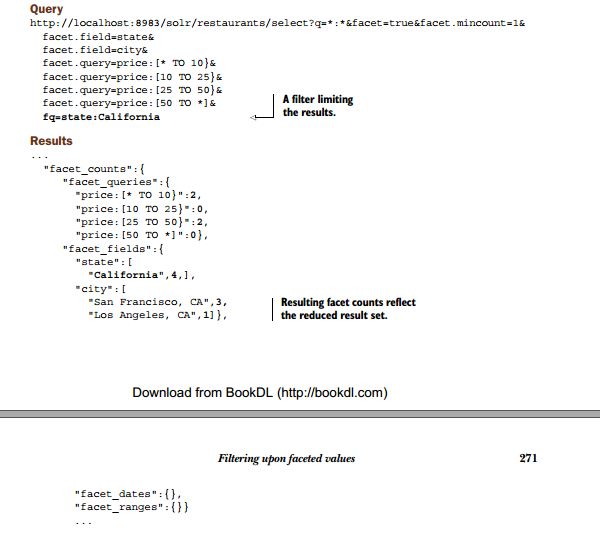 Query
http://localhost:8983/solr/restaurants/select?q=*:*&facet=true&facet.mincount=1&
facet.field=state&
facet.field=city&
facet.query=price:[* TO 10}&
facet.query=price:[10 TO 25}&
facet.query=price:[25 TO 50}&
facet.query=price:[50 TO *]&
fq=state:California
A filter limiting
the results.
Results
...
"facet_counts":{
"facet_queries":{
"price:[* TO 10}":2,
"price:[10 TO 25}":0,
"price:[25 TO 50}":2,
"price:[50 TO *]":0},
"facet_fields":{
"state":[
"California",4,],
"city":[
"San Francisco, CA",3,
"Los Angeles, CA",1]},
Resulting facet counts reflect
the reduced result set.
Download from BookDL (http://bookdl.com)
Filtering upon faceted values 271
"facet_dates":{},
"facet_ranges":{}}
...